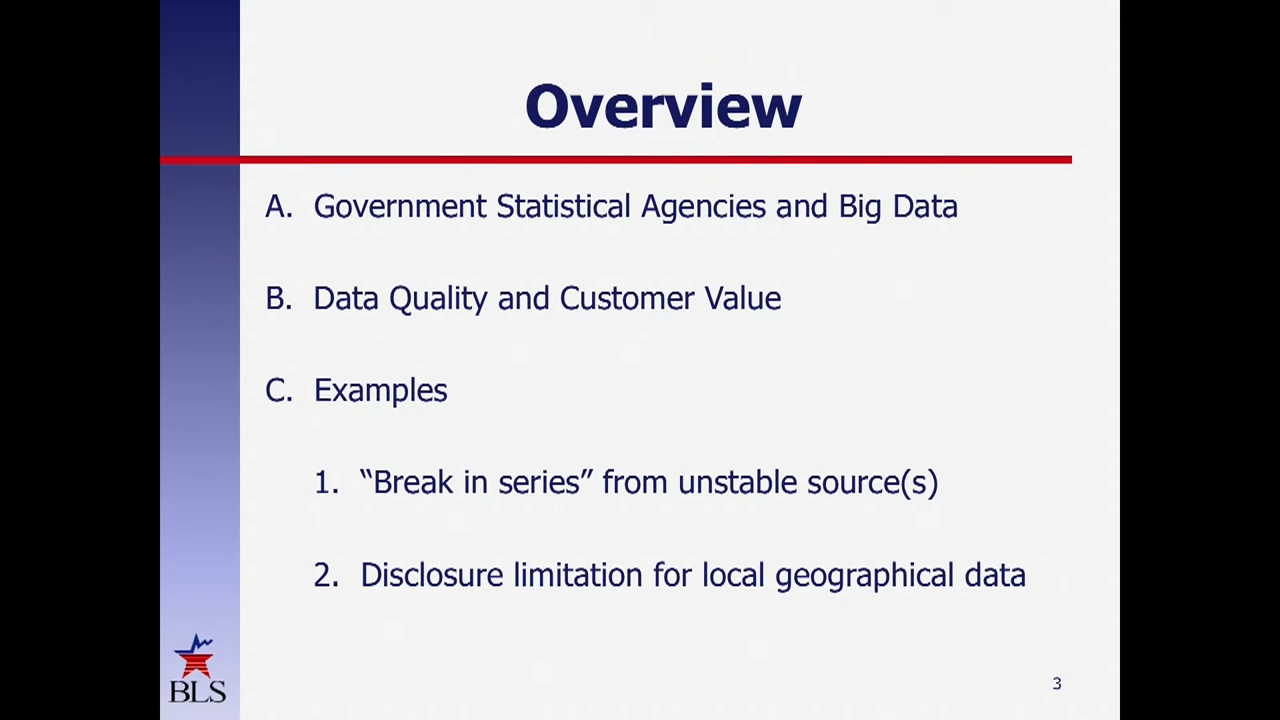 Overview
A. Government Statistical Agencies and Big Data
B. Data Quality and Customer Value
C. Examples
1. “Break in series” from unstable source(s)
2. Disclosure limitation for local geographical data
BLS
3